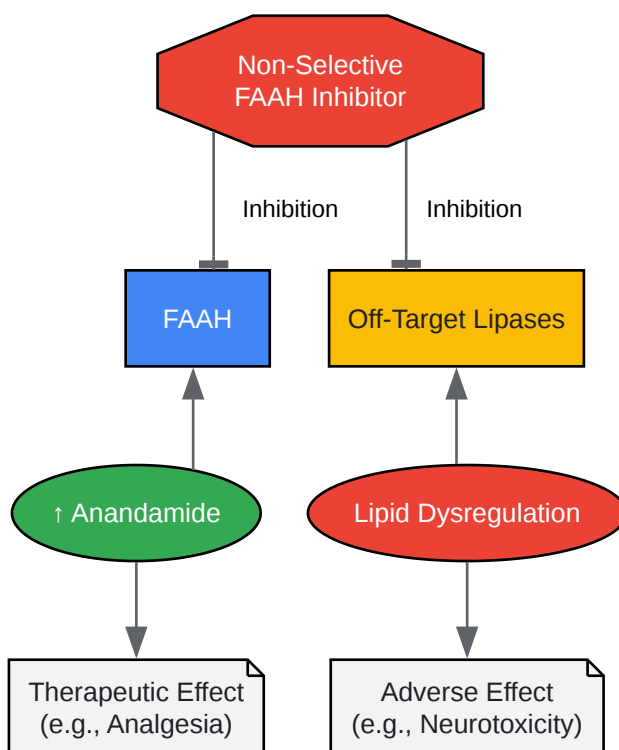 Non-Selective
FAAH Inhibitor
Inhibition
Inhibition
FAAH
Off-Target Lipases
↑ Anandamide
Lipid Dysregulation
Therapeutic Effect
(e.g., Analgesia)
Adverse Effect
(e.g., Neurotoxicity)